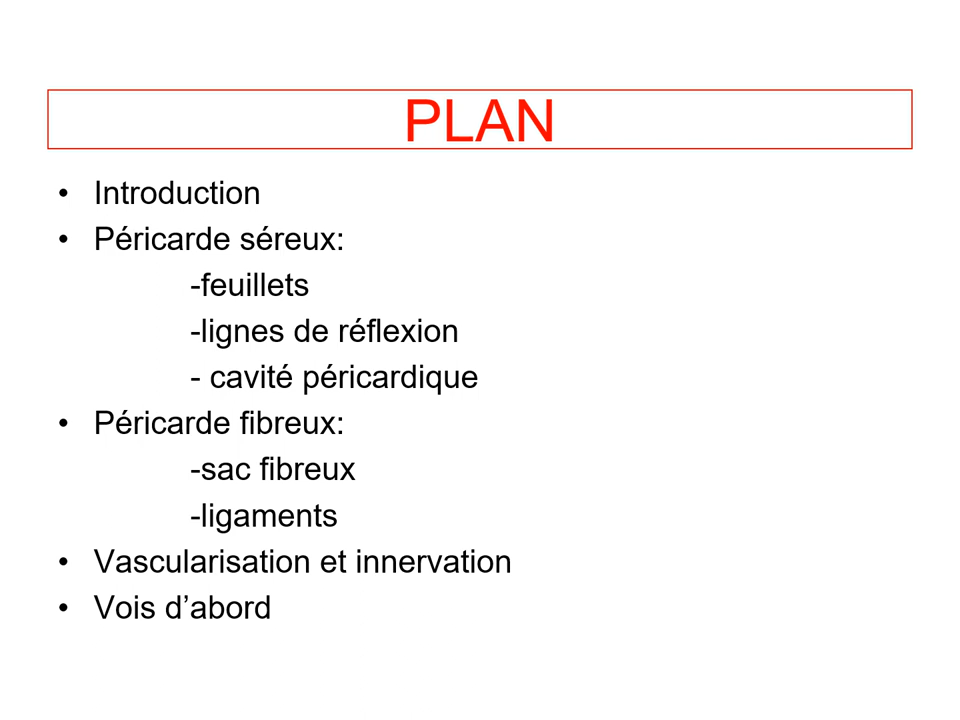 PLAN
• Introduction
• Péricarde séreux:
-feuillets
-lignes de réflexion
- cavité péricardique
• Péricarde fibreux:
-sac fibreux
-ligaments
• Vascularisation et innervation
• Vois d’abord